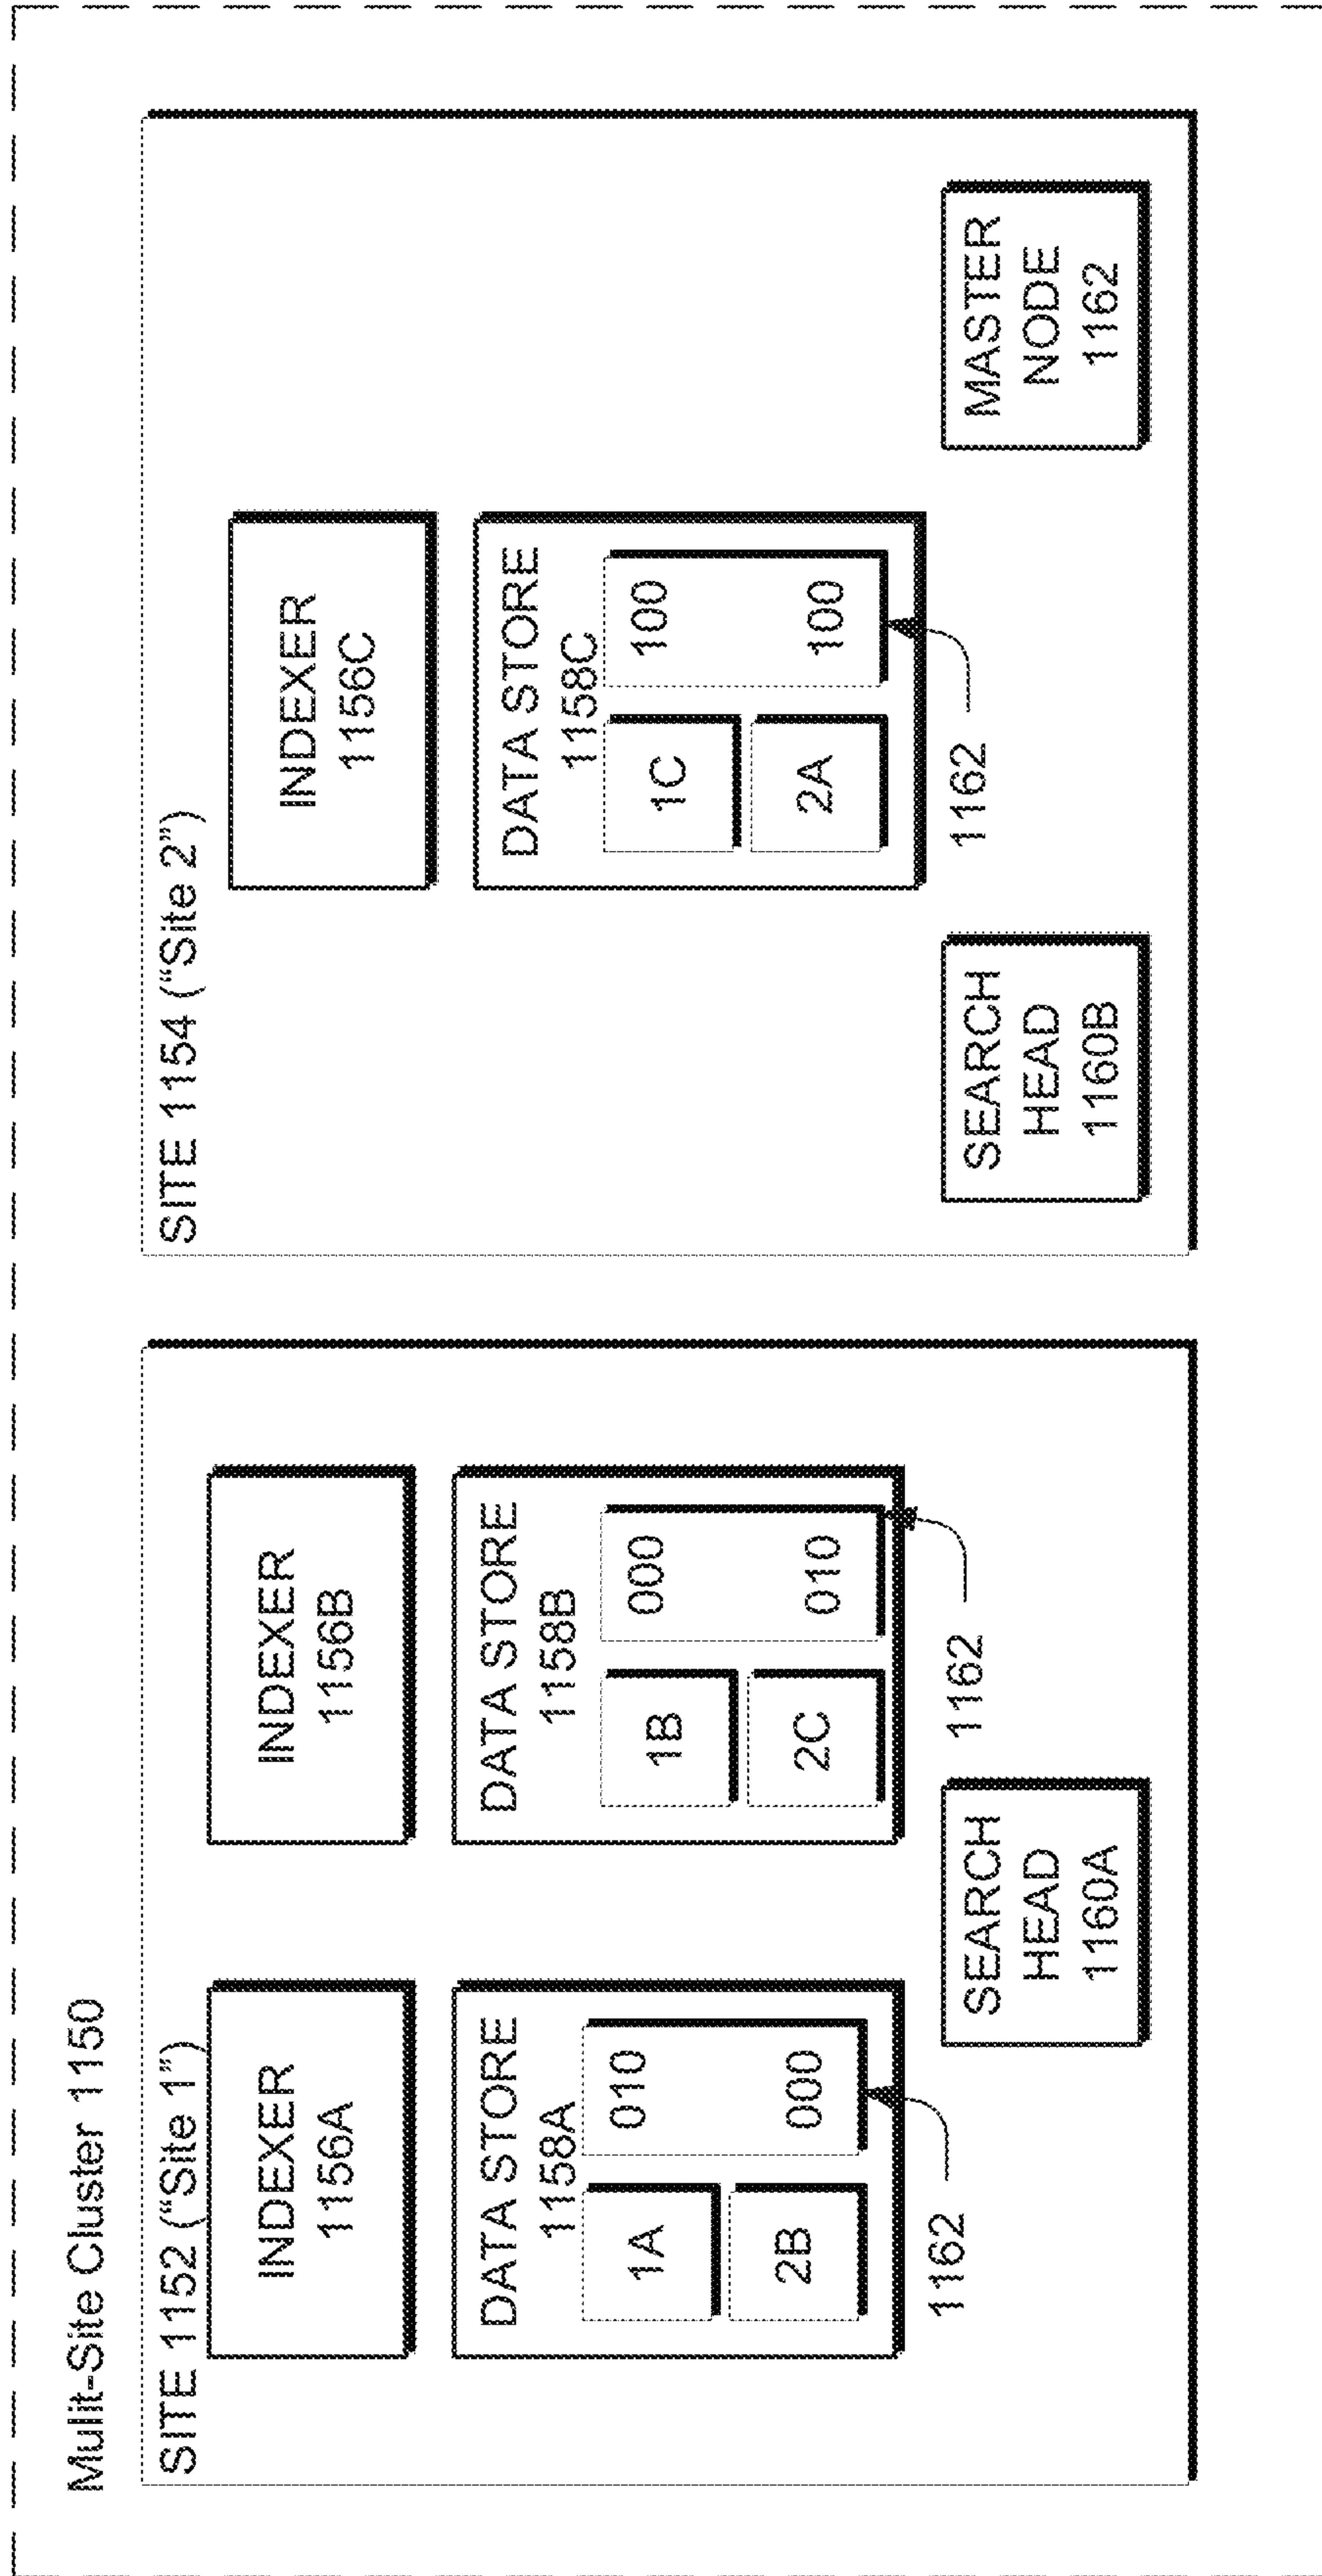 Mulit-Site Cluster 1150
SITE 1152 ("Site 1")
INDEXER
1156A
DATA STORE
1158A
1A
010
2B
000
1162
INDEXER
1156B
DATA STORE
1158B
1B
000
2C
010
1162
SEARCH
HEAD
1160A
SITE 1154 ("Site 2")
INDEXER
1156C
DATA STORE
1158C
1C
100
2A
100
1162
SEARCH
HEAD
1160B
MASTER
NODE
1162